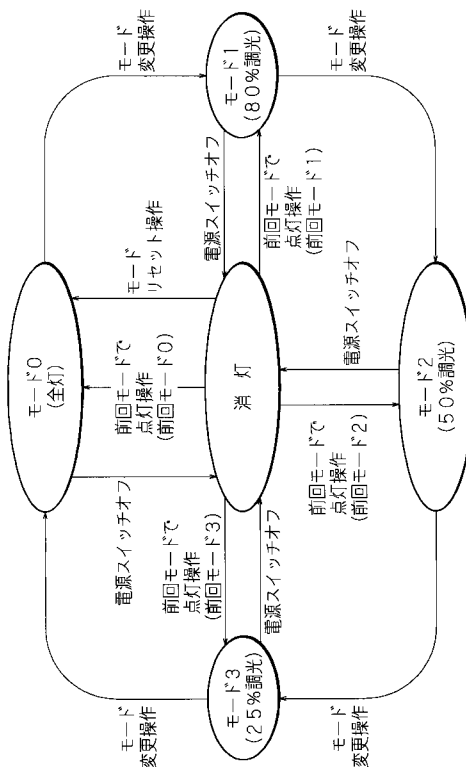 モード
変更操作
モード0
(全灯)
モード
変更操作
電源スイッチオフ
前回モードで
点灯操作
(前回モード0)
モード
リセット操作
前回モードで
点灯操作
(前回モード3)
電源スイッチオフ
モード3
(25%調光)
消 灯
モード1
(80%調光)
電源スイッチオフ
前回モードで
点灯操作
(前回モード1)
モード
変更操作
前回モードで
点灯操作
(前回モード2)
電源スイッチオフ
モード
変更操作
モード2
(50%調光)